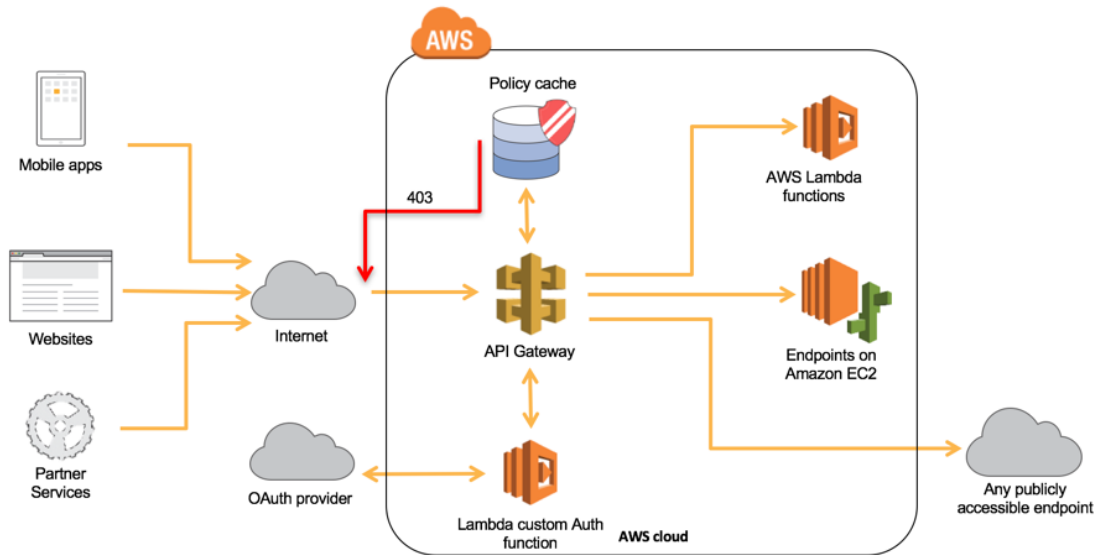 AWS
Policy cache
Mobile apps
403
AWS Lambda
functions
Websites
Internet
API Gateway
Endpoints on
Amazon EC2
Partner
Services
OAuth provider
Lambda custom Auth
function
AWS cloud
Any publicly
accessible endpoint